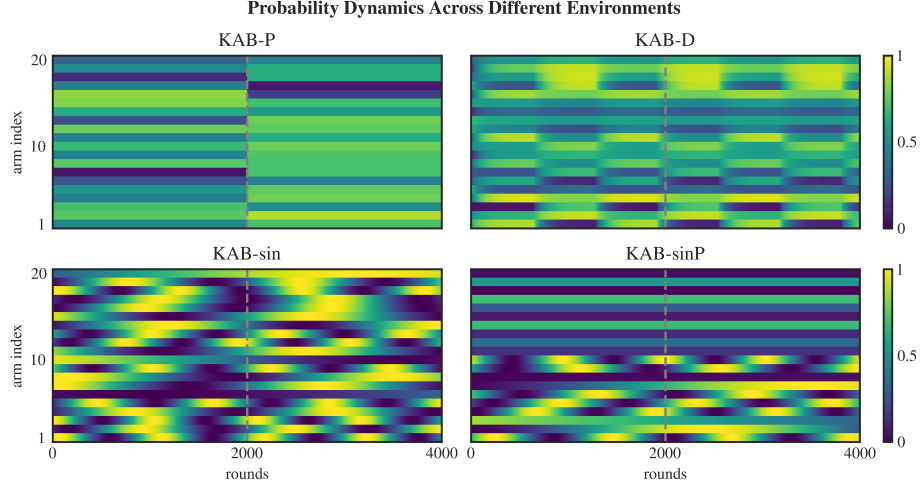 Probability Dynamics Across Different Environments
KAB-P
KAB-D
20
10
1
arm index
1
0.5
0
KAB-sin
KAB-sinP
20
10
1
arm index
1
0.5
0
0
2000
4000
0
2000
4000
rounds
rounds